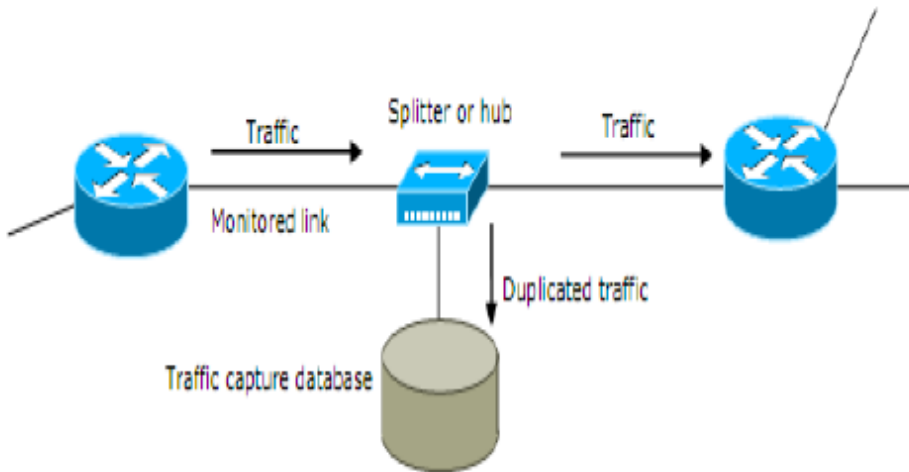 Splitter or hub
Traffic
Traffic
Monitored link
Duplicated traffic
Traffic capture database